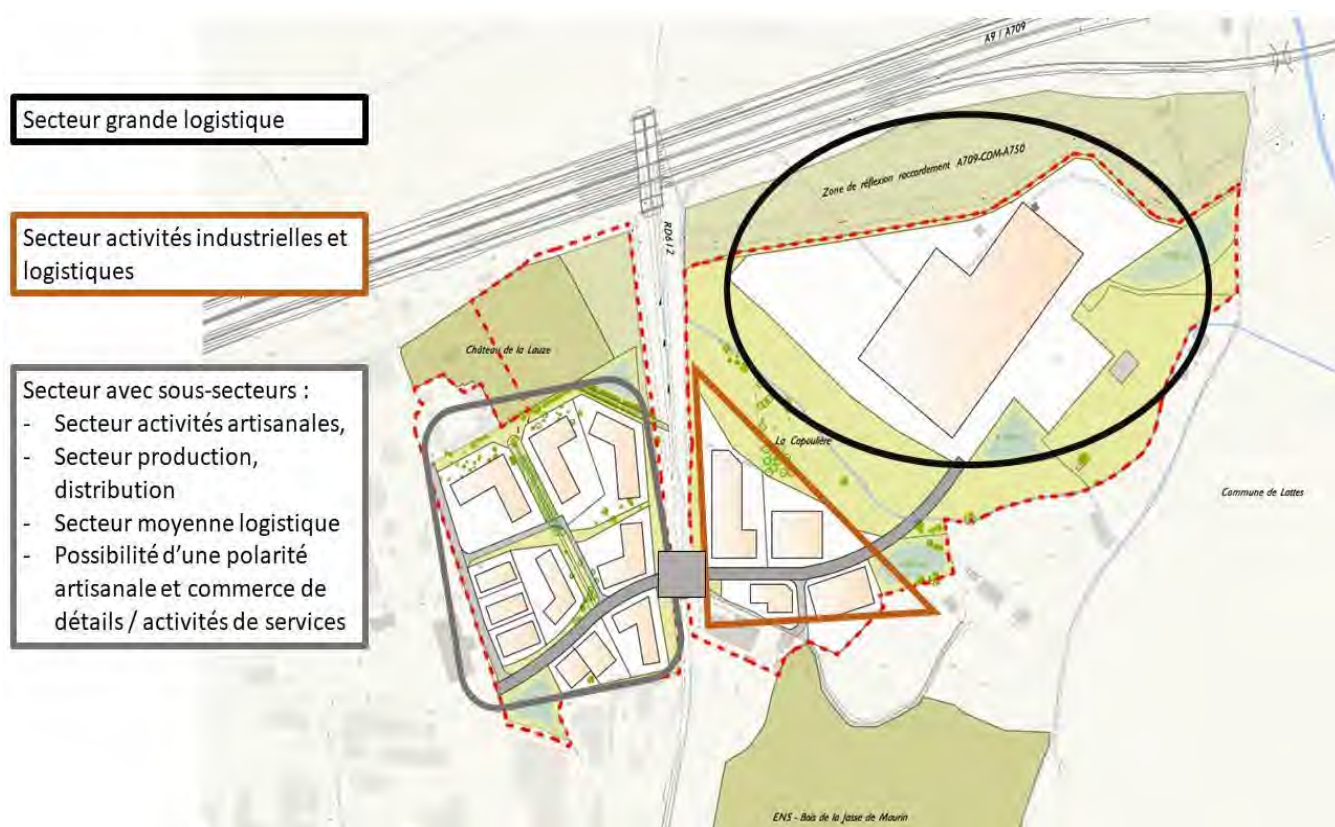 Secteur grande logistique
Secteur activités industrielles et
logistiques
Secteur avec sous-secteurs :
- Secteur activités artisanales,
- Secteur production,
distribution
- Secteur moyenne logistique
- Possibilité d'une polarité
artisanale et commerce de
détails / activités de services
A9 / A709
Zone de réflexion raccordement A709-COM-A750
RD612
Château de la Lauze
La Capoulière
Commune de Lattes
ENS - Bois de la Jasse de Maurin